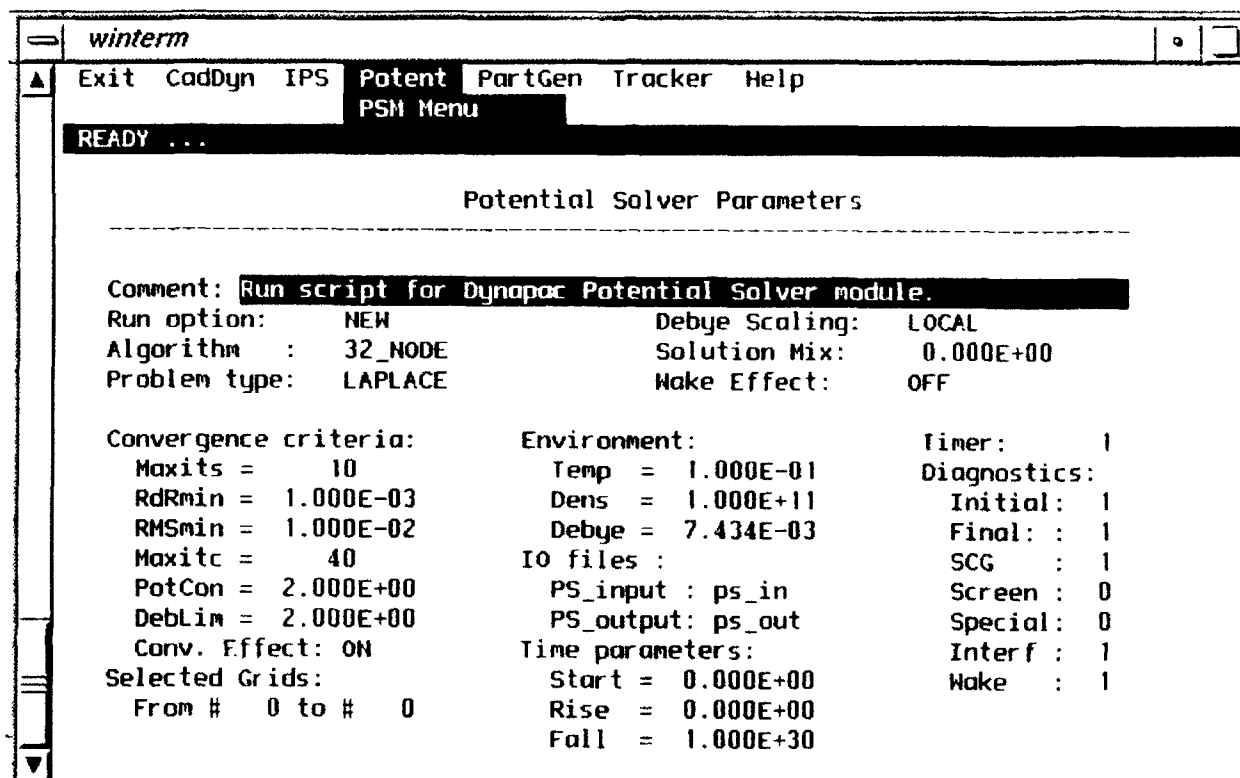 winterm
Exit CadDyn IPS Potent PartGen Tracker Help
PSM Menu
READY ...
Potential Solver Parameters
Comment: Run script for Dynapac Potential Solver module.
Run option: NEW Debye Scaling: LOCAL
Algorithm : 32_NODE Solution Mix: 0.000E+00
Problem type: LAPLACE Wake Effect: OFF
Convergence criteria: Environment: Timer: 1
Maxits = 10 Temp = 1.000E-01 Diagnostics:
RdRmin = 1.000E-03 Dens = 1.000E+11 Initial: 1
RMSmin = 1.000E-02 Debye = 7.434E-03 Final: : 1
Maxitc = 40 IO files : SCG : 1
PotCon = 2.000E+00 PS_input : ps_in Screen : 0
DebLim = 2.000E+00 PS_output: ps_out Special: 0
Conv. Effect: ON Time parameters: Interf : 1
Selected Grids: Start = 0.000E+00 Wake : 1
From # 0 to # 0 Rise = 0.000E+00
Fall = 1.000E+30